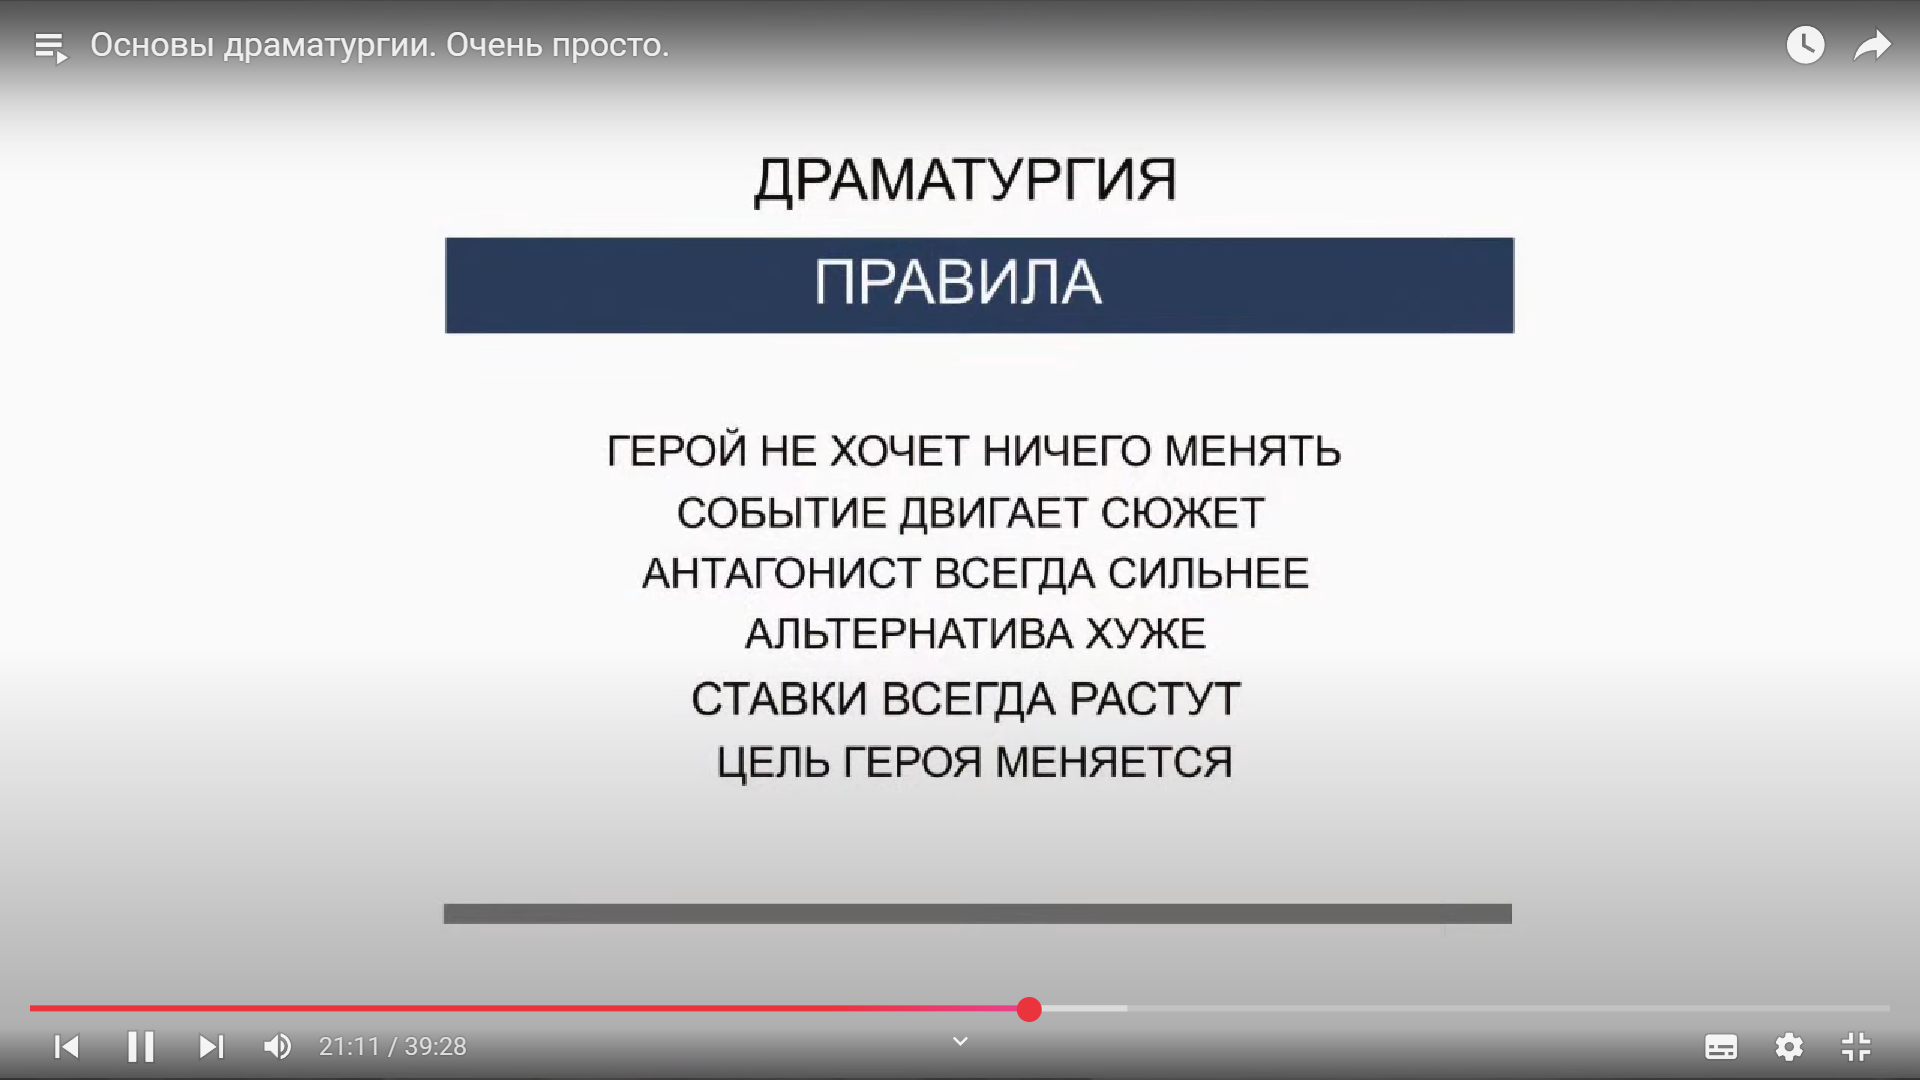 Основы драматургии. Очень просто.
ДРАМАТУРГИЯ
ПРАВИЛА
ГЕРОЙ НЕ ХОЧЕТ НИЧЕГО МЕНЯТЬ
СОБЫТИЕ ДВИГАЕТ СЮЖЕТ
АНТАГОНИСТ ВСЕГДА СИЛЬНЕЕ
АЛЬТЕРНАТИВА ХУЖЕ
СТАВКИ ВСЕГДА РАСТУТ
ЦЕЛЬ ГЕРОЯ МЕНЯЕТСЯ
21:11 / 39:28